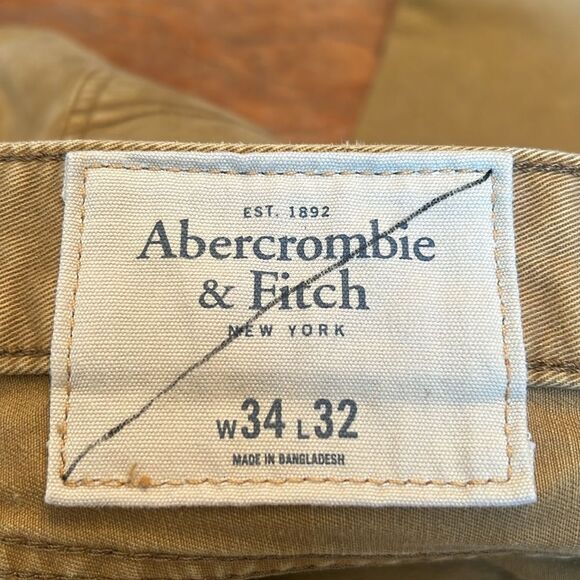 EST. 1892
Abercrombie
& Fitch
NEW YORK
W34 L32
MADE IN BANGLADESH